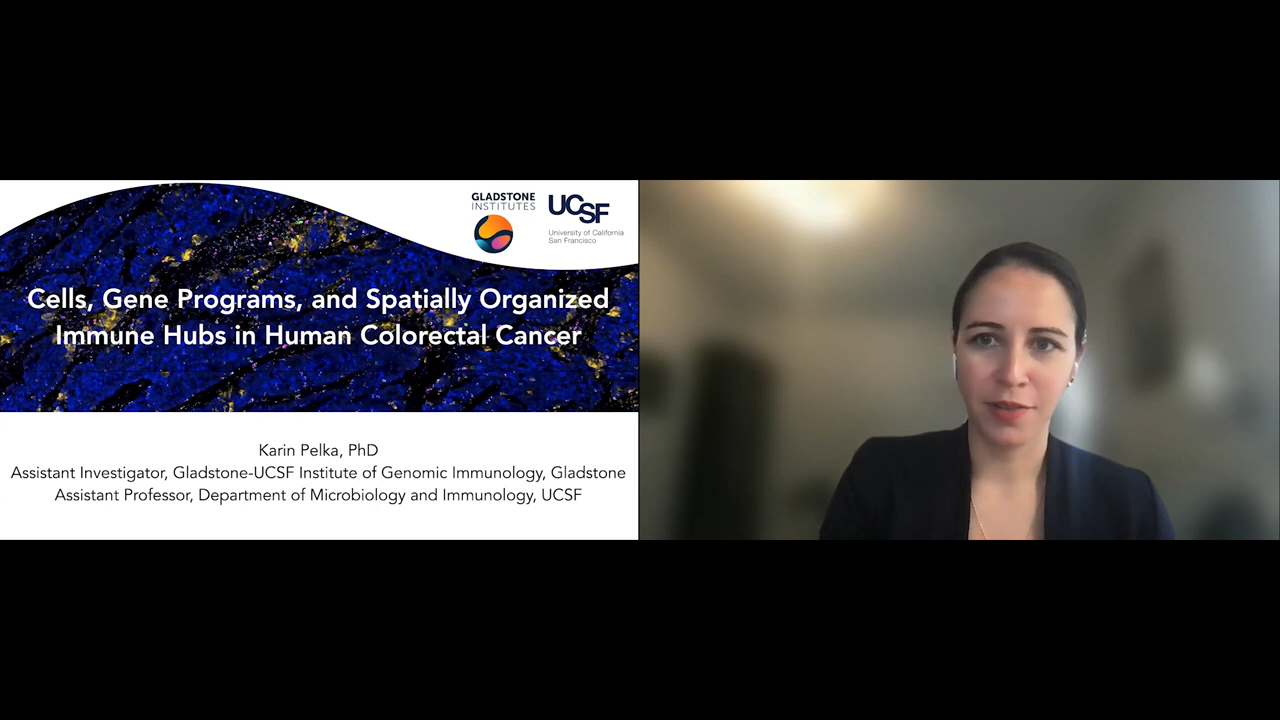 GLADSTONE
INSTITUTES
UCSF
University of California
San Francisco
Cells, Gene Programs, and Spatially Organized
Immune Hubs in Human Colorectal Cancer
Karin Pelka, PhD
Assistant Investigator, Gladstone-UCSF Institute of Genomic Immunology, Gladstone
Assistant Professor, Department of Microbiology and Immunology, UCSF